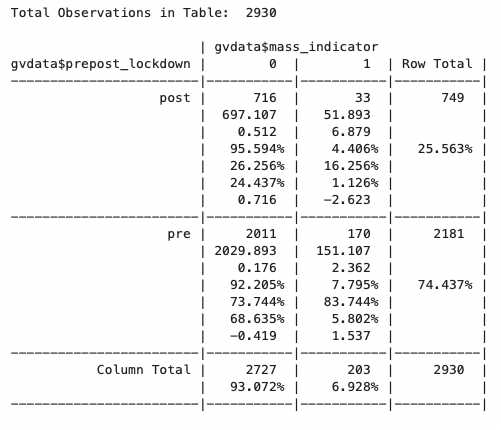 Total Observations in Table:  2930
                         | gvdata$mass_indicator
gvdata$prepost_lockdown |         0 |         1 | Row Total |
------------------------|-----------|-----------|-----------|
                   post |       716 |        33 |       749 |
                        |   697.107 |    51.893 |           |
                        |     0.512 |     6.879 |           |
                        |   95.594% |    4.406% |   25.563% |
                        |   26.256% |   16.256% |           |
                        |   24.437% |    1.126% |           |
                        |     0.716 |    −2.623 |           |
------------------------|-----------|-----------|-----------|
                    pre |      2011 |       170 |      2181 |
                        |  2029.893 |   151.107 |           |
                        |     0.176 |     2.362 |           |
                        |   92.205% |    7.795% |   74.437% |
                        |   73.744% |   83.744% |           |
                        |   68.635% |    5.802% |           |
                        |    −0.419 |     1.537 |           |
------------------------|-----------|-----------|-----------|
           Column Total |      2727 |       203 |      2930 |
                        |   93.072% |    6.928% |           |
------------------------|-----------|-----------|-----------|